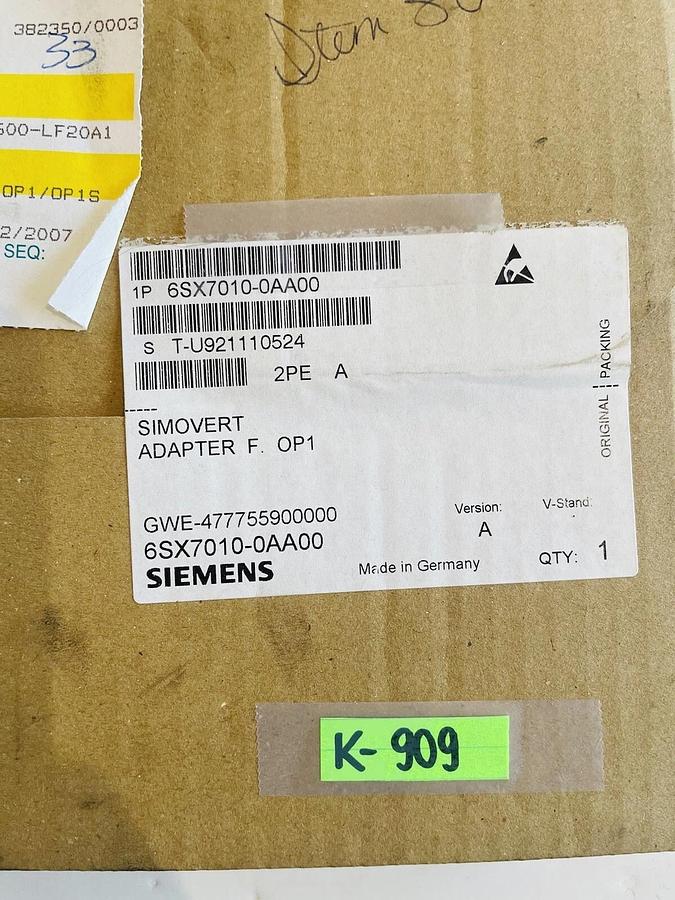 382350/0003
33
500-LF20A1
OP1/OP1S
2/2007
SEQ:
Item
1P 6SX7010-0AA00
S T-U921110524
2PE A
SIMOVERT
ADAPTER F. OP1
GWE-477755900000
6SX7010-0AA00
SIEMENS
Made in Germany
Version:
A
V-Stand:
QTY: 1
ORIGINAL PACKING
K-909